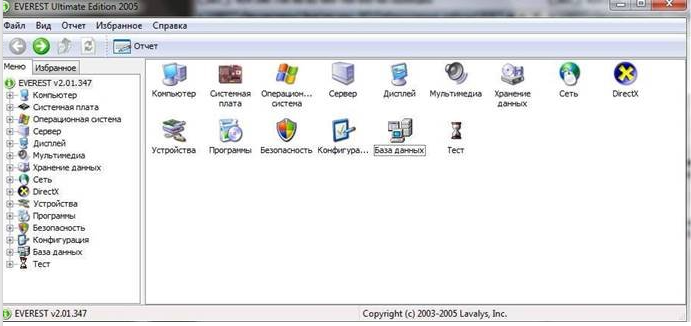 EVEREST Ultimate Edition 2005
Файл Вид Отчет Избранное Справка
Отчет
Меню Избранное
EVEREST v2.01.347
Компьютер
Системная плата
Операционная система
Сервер
Дисплей
Мультимедиа
Хранение данных
Сеть
DirectX
Устройства
Программы
Безопасность
Конфигурация
База данных
Тест
Компьютер Системная плата Операцион... система Сервер Дисплей Мультимедиа Хранение данных Сеть DirectX
Устройства Программы Безопасность Конфигура... База данных Тест
EVEREST v2.01.347 Copyright (c) 2003-2005 Lavalys, Inc.